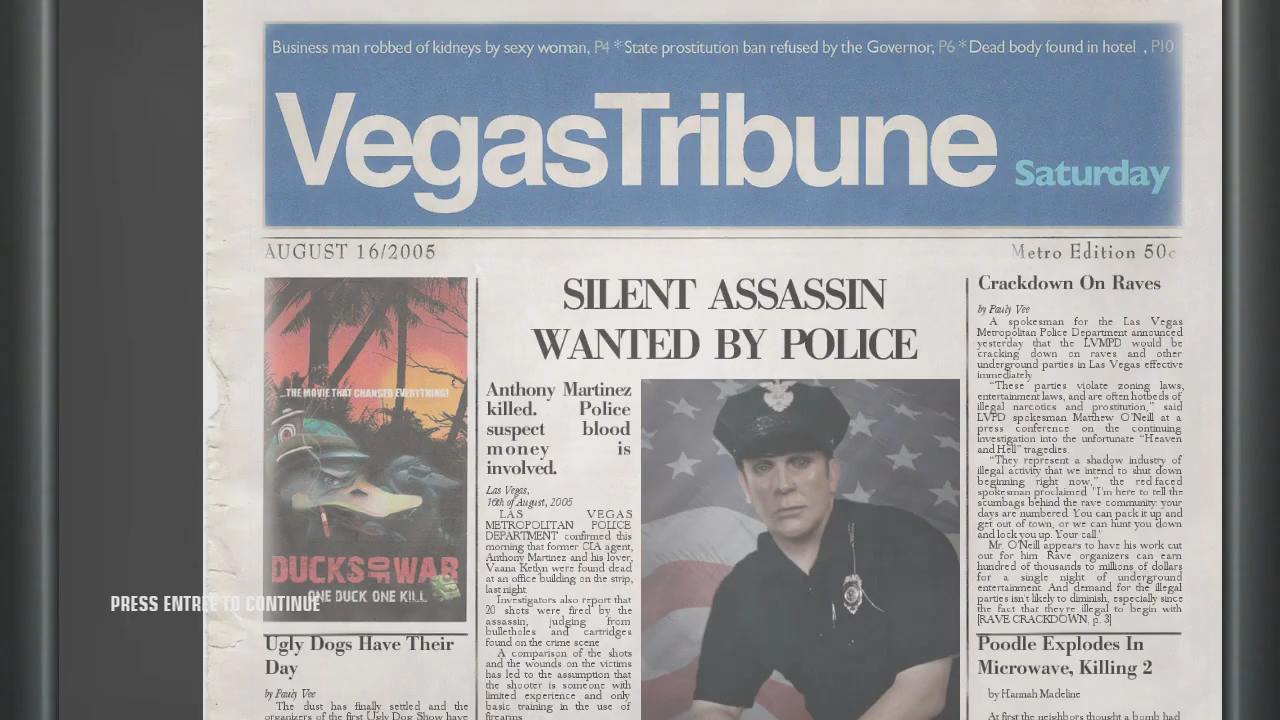 Business man robbed of kidneys by sexy woman, P4 * State prostitution ban refused by the Governor, P6 * Dead body found in hotel , P10
VegasTribune Saturday
AUGUST 16/2005
Metro Edition 50c
...THE MOVIE THAT CHANGED EVERYTHING!
DUCKS OF WAR
ONE DUCK ONE KILL
PRESS ENTRÉE TO CONTINUE
Ugly Dogs Have Their
Day
by Pauly Vee
The dust has finally settled and the
organizers of the first Ugly Dog Show have
SILENT ASSASSIN
WANTED BY POLICE
Anthony Martinez
killed. Police
suspect blood
money is
involved.
Las Vegas,
16th of August, 2005
LAS VEGAS
METROPOLITAN POLICE
DEPARTMENT confirmed this
morning that former CIA agent,
Anthony Martinez and his lover,
Vaana Ketlyn were found dead
at an office building on the strip,
last night.
Investigators also report that
20 shots were fired by the
assassin, judging from
bulletholes and cartridges
found on the crime scene
A comparison of the shots
and the wounds on the victims
has led to the assumption that
the shooter is someone with
limited experience and only
basic training in the use of
firearms
Crackdown On Raves
by Pauly Vee
A spokesman for the Las Vegas
Metropolitan Police Department announced
yesterday that the LVMPD would be
cracking down on raves and other
underground parties in Las Vegas effective
immediately
"These parties violate zoning laws,
entertainment laws, and are often hotbeds of
illegal narcotics and prostitution," said
LVPD spokesman Matthew O'Neill at a
press conference on the continuing
investigation into the unfortunate "Heaven
and Hell" tragedies.
"They represent a shadow industry of
illegal activity that we intend to shut down
beginning right now," the red faced
spokesman proclaimed. "I'm here to tell the
scumbags behind the rave community: your
days are numbered. You can pack it up and
get out of town, or we can hunt you down
and lock you up. Your call."
Mr. O'Neill appears to have his work cut
out for him. Rave organizers can earn
hundred of thousands to millions of dollars
for a single night of underground
entertainment. And demand for the illegal
parties isn't likely to diminish, especially since
the fact that they're illegal to begin with
[RAVE CRACKDOWN, p. 3]
Poodle Explodes In
Microwave, Killing 2
by Hannah Madeline
At first the neighbors thought a bomb had